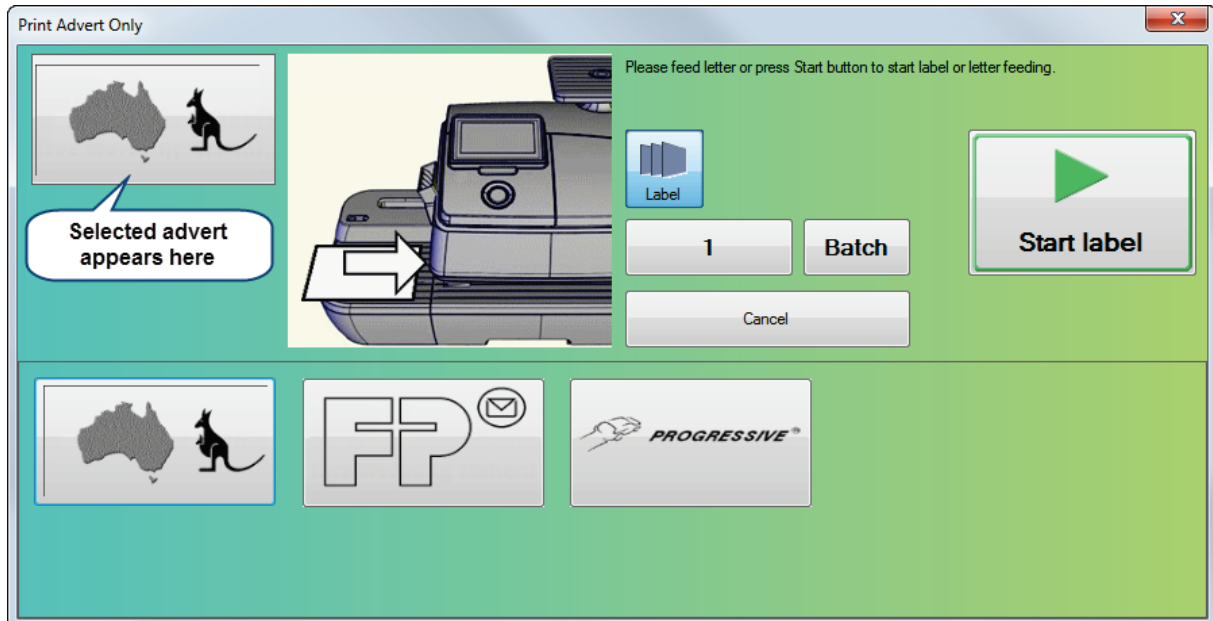 Print Advert Only
Please feed letter or press Start button to start label or letter feeding.
Selected advert
appears here
Label
1
Batch
Start label
Cancel
FP
PROGRESSIVE®